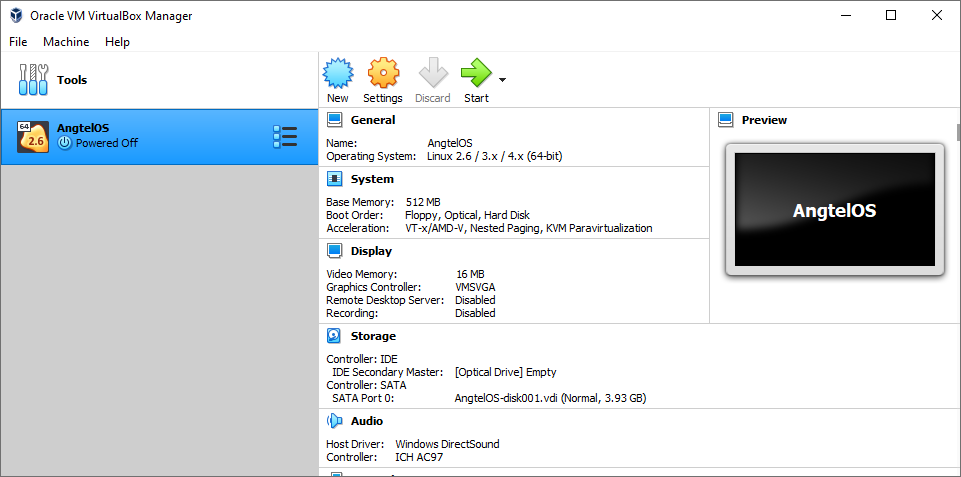 Oracle VM VirtualBox Manager
File Machine Help
Tools
New Settings Discard Start
64
2.6
AngtelOS
Powered Off
General
Name: AngtelOS
Operating System: Linux 2.6 / 3.x / 4.x (64-bit)
System
Base Memory: 512 MB
Boot Order: Floppy, Optical, Hard Disk
Acceleration: VT-x/AMD-V, Nested Paging, KVM Paravirtualization
Display
Video Memory: 16 MB
Graphics Controller: VMSVGA
Remote Desktop Server: Disabled
Recording: Disabled
Preview
AngtelOS
Storage
Controller: IDE
IDE Secondary Master: [Optical Drive] Empty
Controller: SATA
SATA Port 0: AngtelOS-disk001.vdi (Normal, 3.93 GB)
Audio
Host Driver: Windows DirectSound
Controller: ICH AC97